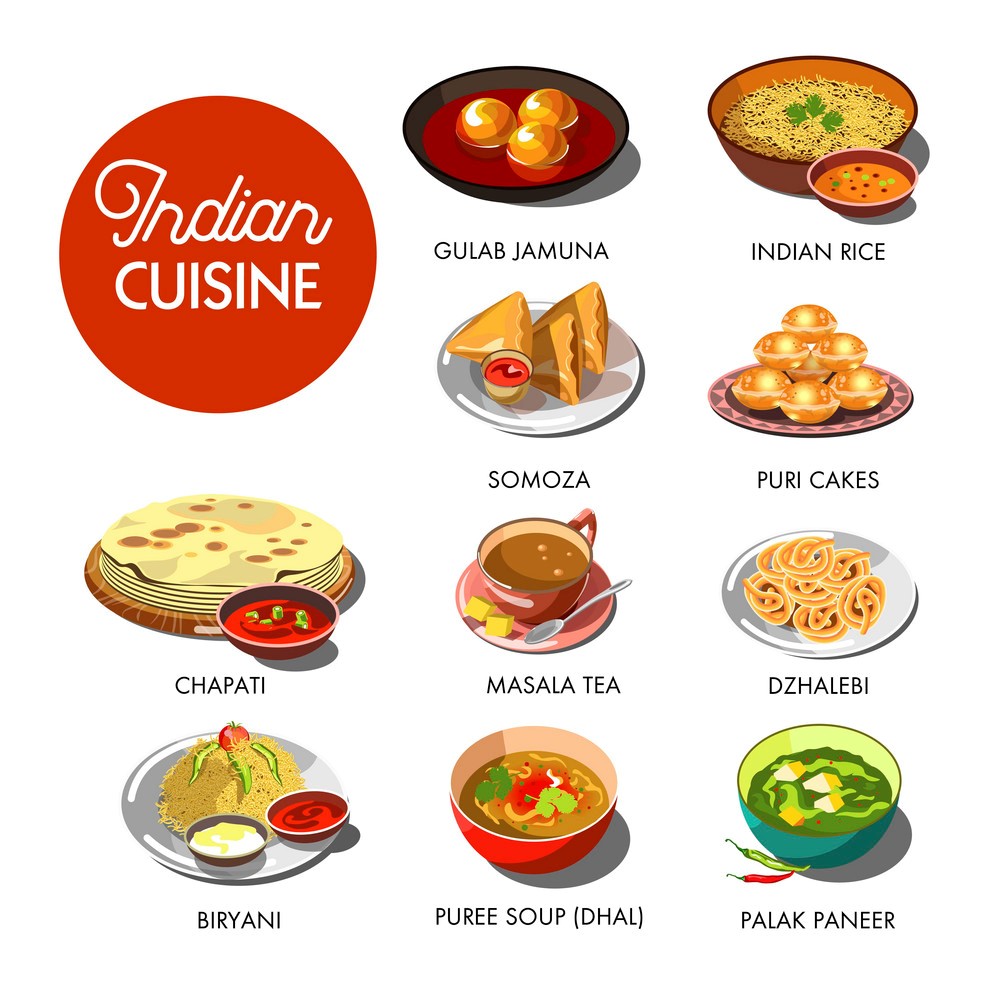 Indian
CUISINE
GULAB JAMUNA
INDIAN RICE
SOMOZA
PURI CAKES
CHAPATI
MASALA TEA
DZHALEBI
BIRYANI
PUREE SOUP (DHAL)
PALAK PANEER